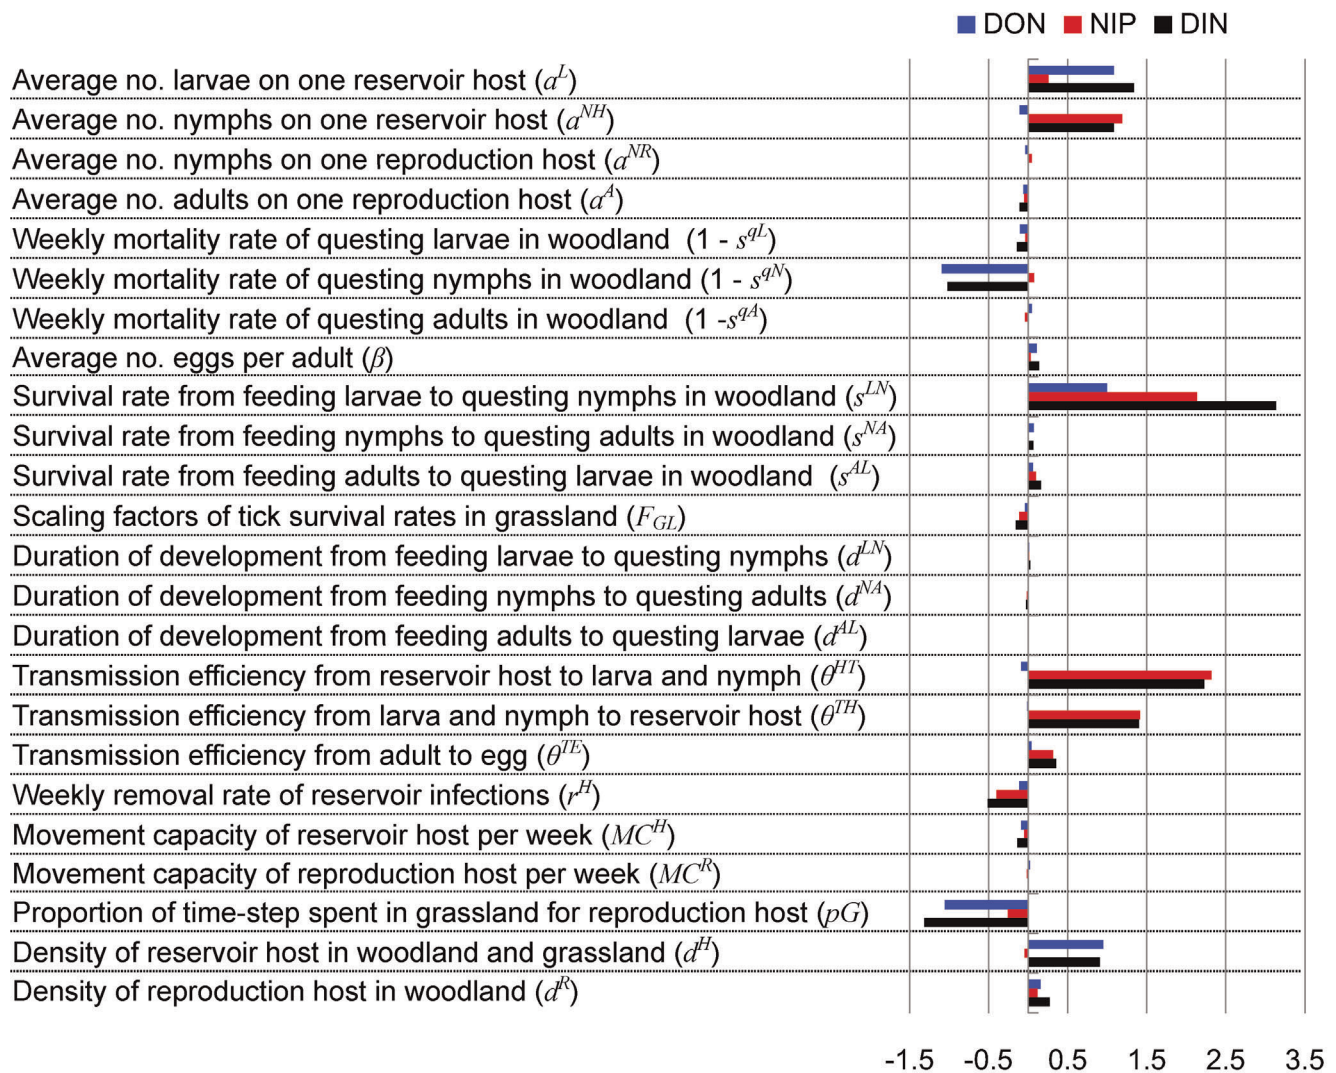 DON NIP DIN
Average no. larvae on one reservoir host (a^L)
Average no. nymphs on one reservoir host (a^NH)
Average no. nymphs on one reproduction host (a^NR)
Average no. adults on one reproduction host (a^A)
Weekly mortality rate of questing larvae in woodland (1 - s^qL)
Weekly mortality rate of questing nymphs in woodland (1 - s^qN)
Weekly mortality rate of questing adults in woodland (1 -s^qA)
Average no. eggs per adult (β)
Survival rate from feeding larvae to questing nymphs in woodland (s^LN)
Survival rate from feeding nymphs to questing adults in woodland (s^NA)
Survival rate from feeding adults to questing larvae in woodland (s^AL)
Scaling factors of tick survival rates in grassland (F_GL)
Duration of development from feeding larvae to questing nymphs (d^LN)
Duration of development from feeding nymphs to questing adults (d^NA)
Duration of development from feeding adults to questing larvae (d^AL)
Transmission efficiency from reservoir host to larva and nymph (θ^HT)
Transmission efficiency from larva and nymph to reservoir host (θ^TH)
Transmission efficiency from adult to egg (θ^TE)
Weekly removal rate of reservoir infections (r^H)
Movement capacity of reservoir host per week (MC^H)
Movement capacity of reproduction host per week (MC^R)
Proportion of time-step spent in grassland for reproduction host (pG)
Density of reservoir host in woodland and grassland (d^H)
Density of reproduction host in woodland (d^R)
-1.5 -0.5 0.5 1.5 2.5 3.5